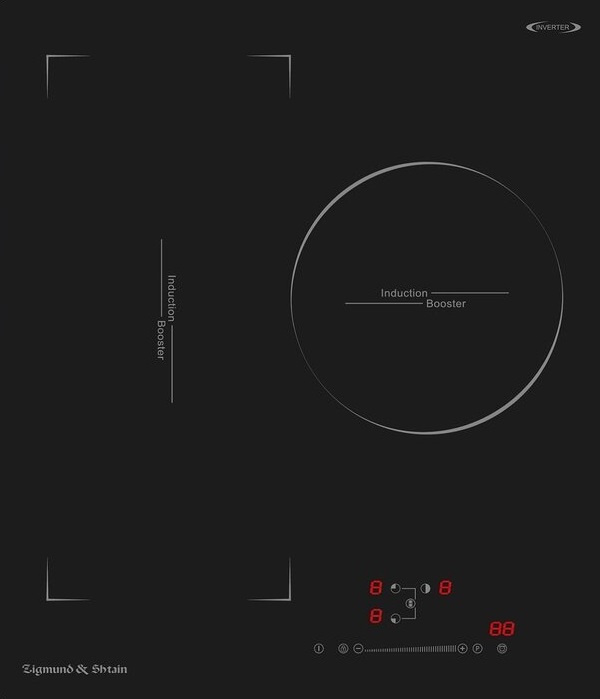 INVERTER
Induction
Booster
Induction
Booster
8
8
8
88
P
Zigmund & Shtain